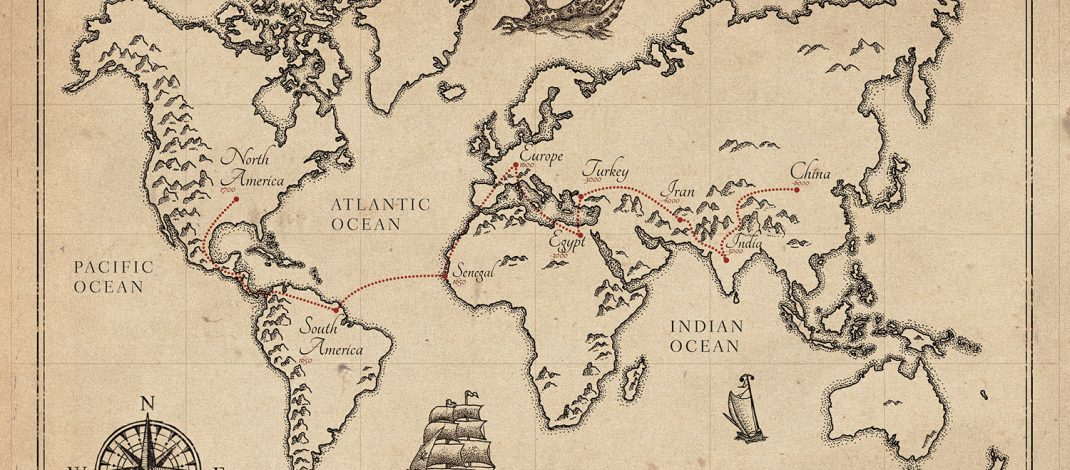 North
America
1700
Europe
1600
Turkey
-3000
Iran
-4000
China
-6000
ATLANTIC
OCEAN
Egypt
-3000
India
-5000
PACIFIC
OCEAN
Senegal
1650
South
America
1650
INDIAN
OCEAN
N
W
E